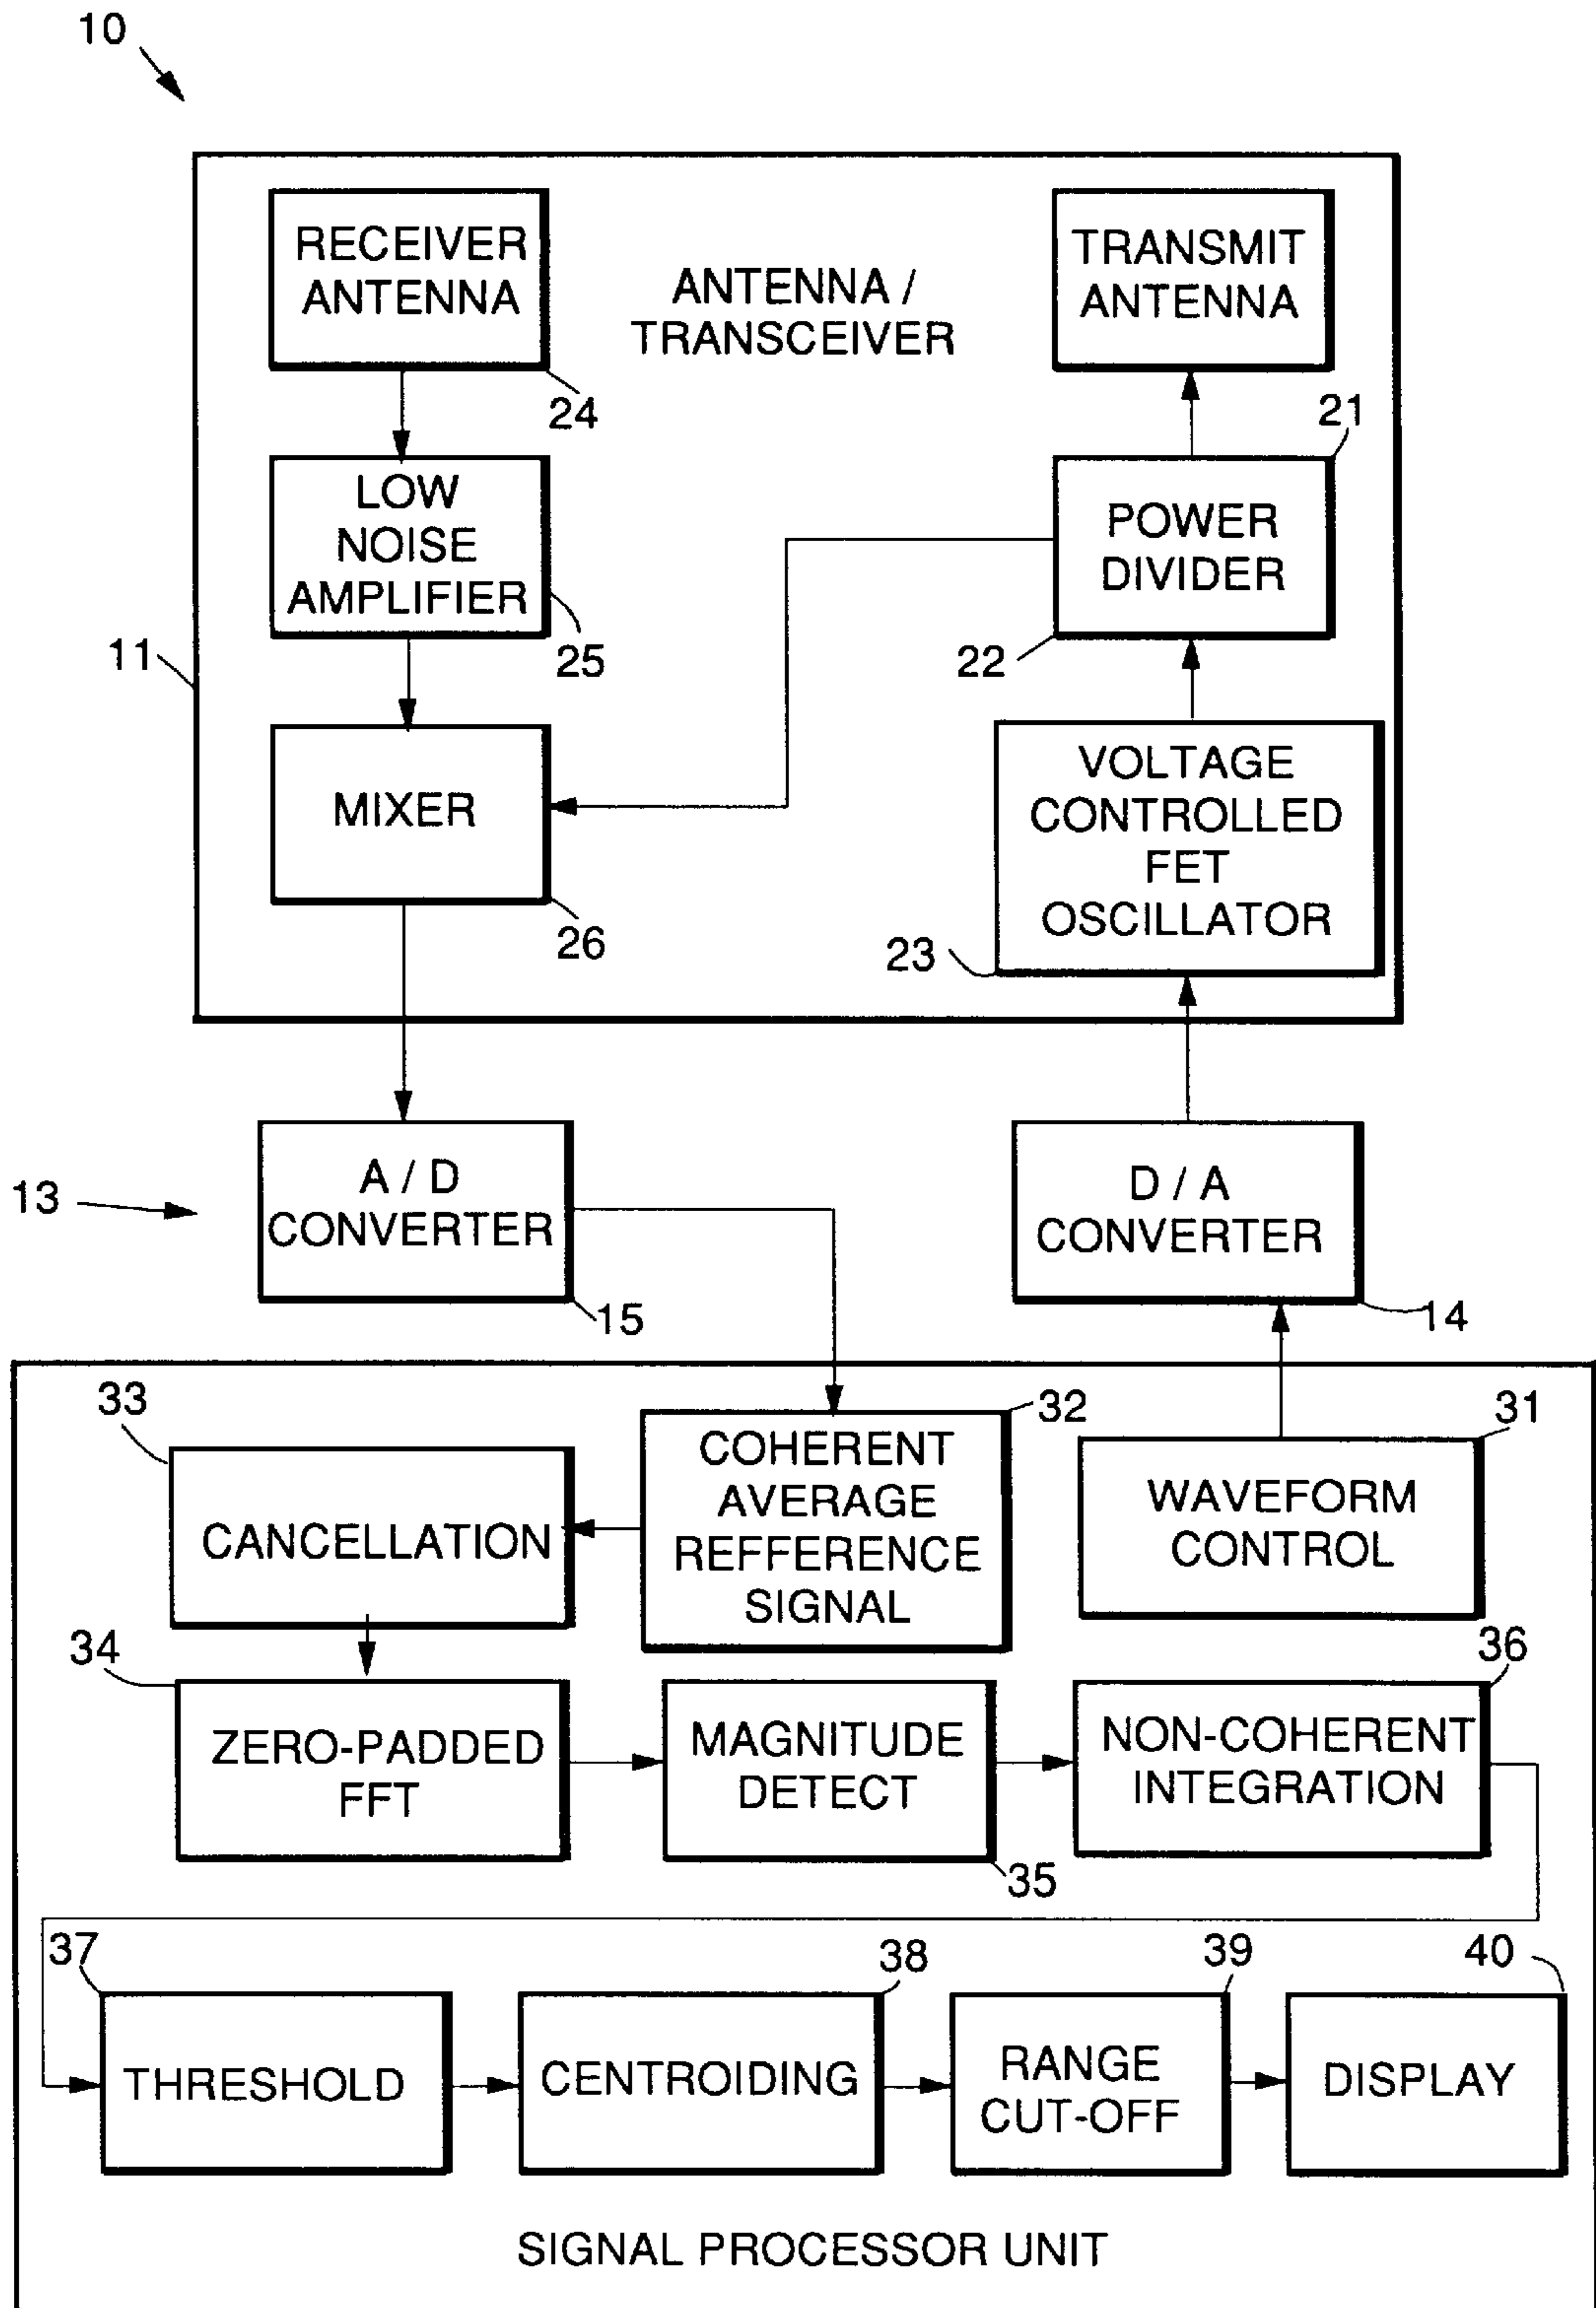 10
RECEIVER
ANTENNA
24
ANTENNA /
TRANSCEIVER
TRANSMIT
ANTENNA
21
LOW
NOISE
AMPLIFIER
25
POWER
DIVIDER
22
11
MIXER
26
VOLTAGE
CONTROLLED
FET
OSCILLATOR
23
13
A / D
CONVERTER
15
D / A
CONVERTER
14
33
CANCELLATION
32
COHERENT
AVERAGE
REFFERENCE
SIGNAL
31
WAVEFORM
CONTROL
34
ZERO-PADDED
FFT
MAGNITUDE
DETECT
35
36
NON-COHERENT
INTEGRATION
37
THRESHOLD
38
CENTROIDING
39
RANGE
CUT-OFF
40
DISPLAY
SIGNAL PROCESSOR UNIT